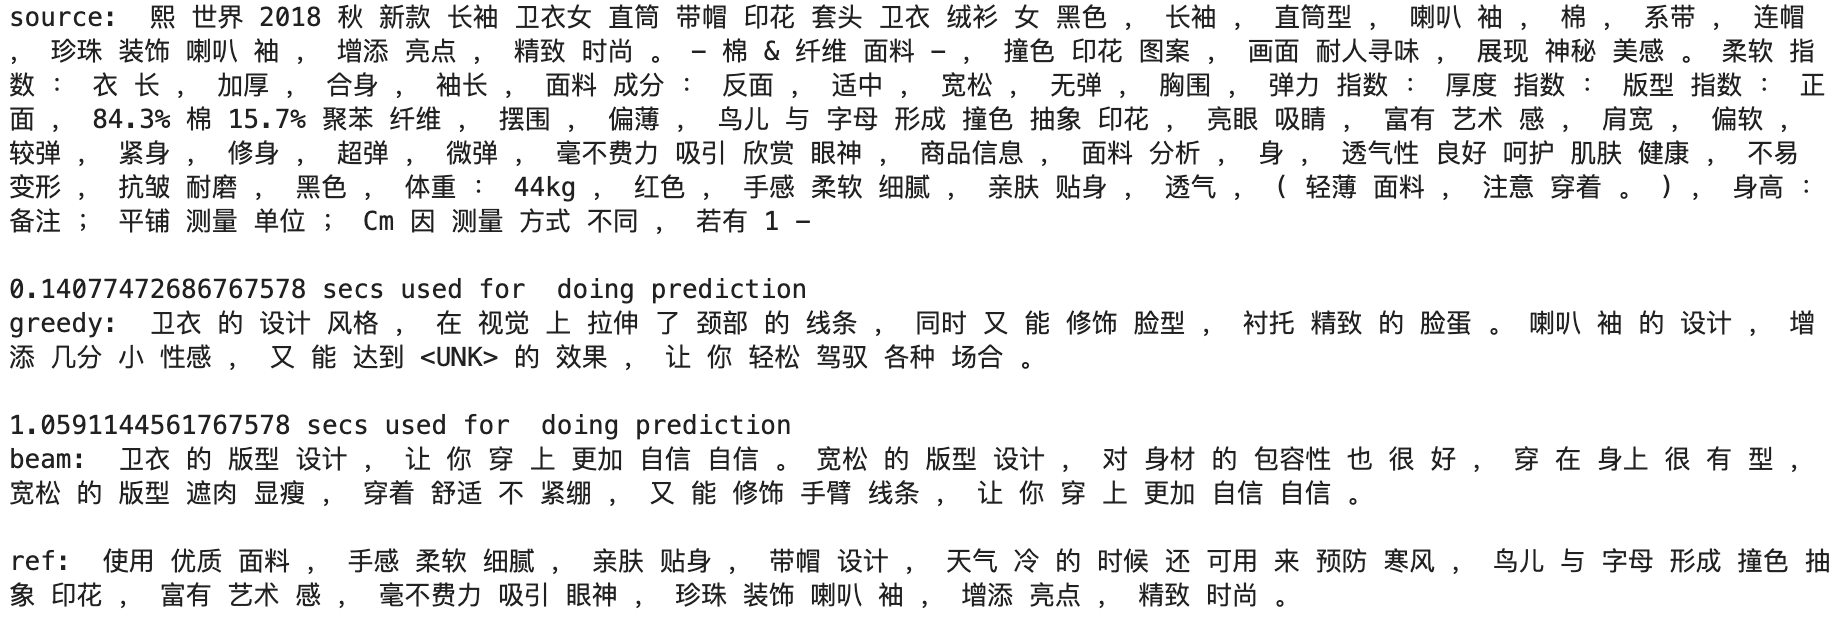 source:  熙 世界 2018 秋 新款 长袖 卫衣女 直筒 带帽 印花 套头 卫衣 绒衫 女 黑色 ， 长袖 ， 直筒型 ， 喇叭 袖 ， 棉 ， 系带 ， 连帽
， 珍珠 装饰 喇叭 袖 ， 增添 亮点 ， 精致 时尚 。 - 棉 & 纤维 面料 - ， 撞色 印花 图案 ， 画面 耐人寻味 ， 展现 神秘 美感 。 柔软 指
数 ： 衣 长 ， 加厚 ， 合身 ， 袖长 ， 面料 成分 ： 反面 ， 适中 ， 宽松 ， 无弹 ， 胸围 ， 弹力 指数 ： 厚度 指数 ： 版型 指数 ： 正
面 ， 84.3% 棉 15.7% 聚苯 纤维 ， 摆围 ， 偏薄 ， 鸟儿 与 字母 形成 撞色 抽象 印花 ， 亮眼 吸睛 ， 富有 艺术 感 ， 肩宽 ， 偏软 ，
较弹 ， 紧身 ， 修身 ， 超弹 ， 微弹 ， 毫不费力 吸引 欣赏 眼神 ， 商品信息 ， 面料 分析 ， 身 ， 透气性 良好 呵护 肌肤 健康 ， 不易
变形 ， 抗皱 耐磨 ， 黑色 ， 体重 ： 44kg ， 红色 ， 手感 柔软 细腻 ， 亲肤 贴身 ， 透气 ， （ 轻薄 面料 ， 注意 穿着 。 ） ， 身高 ：
备注 ； 平铺 测量 单位 ； Cm 因 测量 方式 不同 ， 若有 1 -
0.14077472686767578 secs used for  doing prediction
greedy:  卫衣 的 设计 风格 ， 在 视觉 上 拉伸 了 颈部 的 线条 ， 同时 又 能 修饰 脸型 ， 衬托 精致 的 脸蛋 。 喇叭 袖 的 设计 ， 增
添 几分 小 性感 ， 又 能 达到 <UNK> 的 效果 ， 让 你 轻松 驾驭 各种 场合 。
1.0591144561767578 secs used for  doing prediction
beam:  卫衣 的 版型 设计 ， 让 你 穿 上 更加 自信 自信 。 宽松 的 版型 设计 ， 对 身材 的 包容性 也 很 好 ， 穿 在 身上 很 有 型 ，
宽松 的 版型 遮肉 显瘦 ， 穿着 舒适 不 紧绷 ， 又 能 修饰 手臂 线条 ， 让 你 穿 上 更加 自信 自信 。
ref:  使用 优质 面料 ， 手感 柔软 细腻 ， 亲肤 贴身 ， 带帽 设计 ， 天气 冷 的 时候 还 可用 来 预防 寒风 ， 鸟儿 与 字母 形成 撞色 抽
象 印花 ， 富有 艺术 感 ， 毫不费力 吸引 眼神 ， 珍珠 装饰 喇叭 袖 ， 增添 亮点 ， 精致 时尚 。